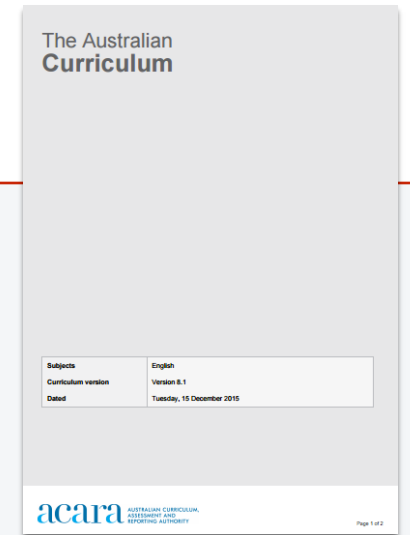 The Australian
Curriculum
Subjects English
Curriculum version Version 8.1
Dated Tuesday, 15 December 2015
acara AUSTRALIAN CURRICULUM,
ASSESSMENT AND
REPORTING AUTHORITY
Page 1 of 2